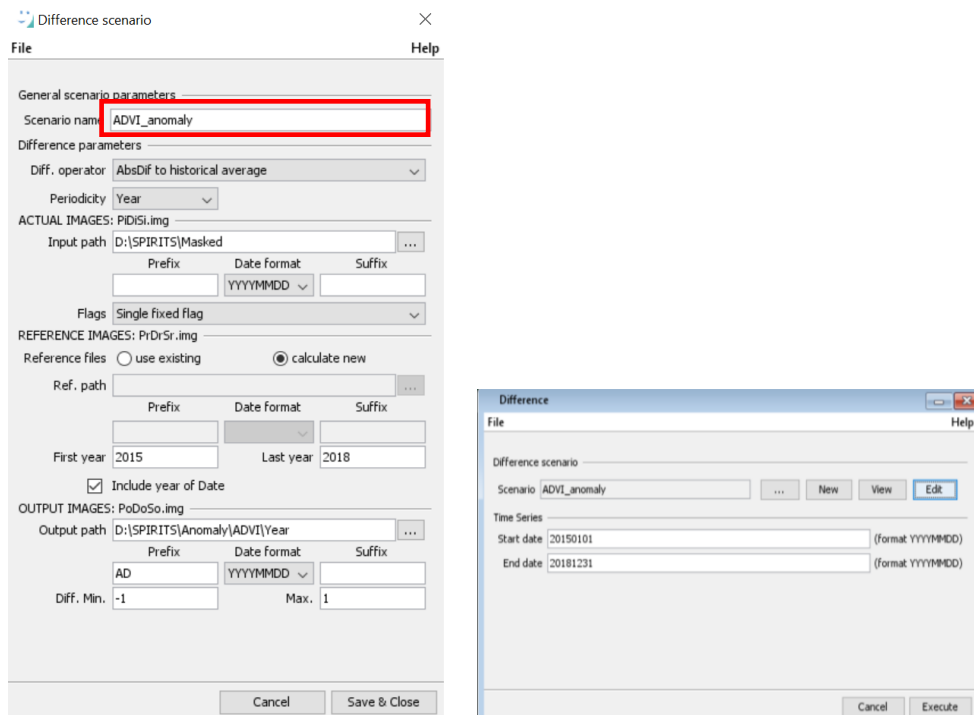 Difference scenario
File Help
General scenario parameters
Scenario name ADVI_anomaly
Difference parameters
Diff. operator AbsDif to historical average
Periodicity Year
ACTUAL IMAGES: PiDiSi.img
Input path D:\SPIRITS\Masked ...
Prefix Date format Suffix
YYYYMMDD
Flags Single fixed flag
REFERENCE IMAGES: PrDrSr.img
Reference files use existing calculate new
Ref. path ...
Prefix Date format Suffix
First year 2015 Last year 2018
Include year of Date
OUTPUT IMAGES: PoDoSo.img
Output path D:\SPIRITS\Anomaly\ADVI\Year ...
Prefix Date format Suffix
AD YYYYMMDD
Diff. Min. -1 Max. 1
Cancel Save & Close
Difference
File Help
Difference scenario
Scenario ADVI_anomaly ... New View Edit
Time Series
Start date 20150101 (format YYYYMMDD)
End date 20181231 (format YYYYMMDD)
Cancel Execute